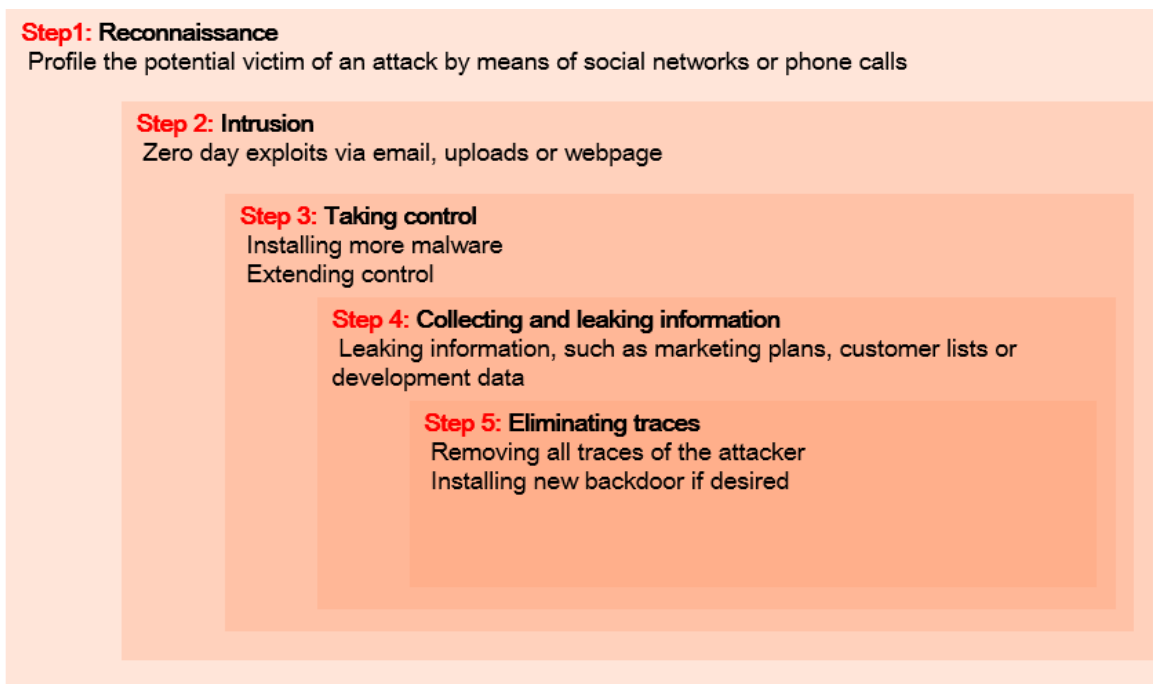 Step1: Reconnaissance
Profile the potential victim of an attack by means of social networks or phone calls
Step 2: Intrusion
Zero day exploits via email, uploads or webpage
Step 3: Taking control
Installing more malware
Extending control
Step 4: Collecting and leaking information
Leaking information, such as marketing plans, customer lists or
development data
Step 5: Eliminating traces
Removing all traces of the attacker
Installing new backdoor if desired